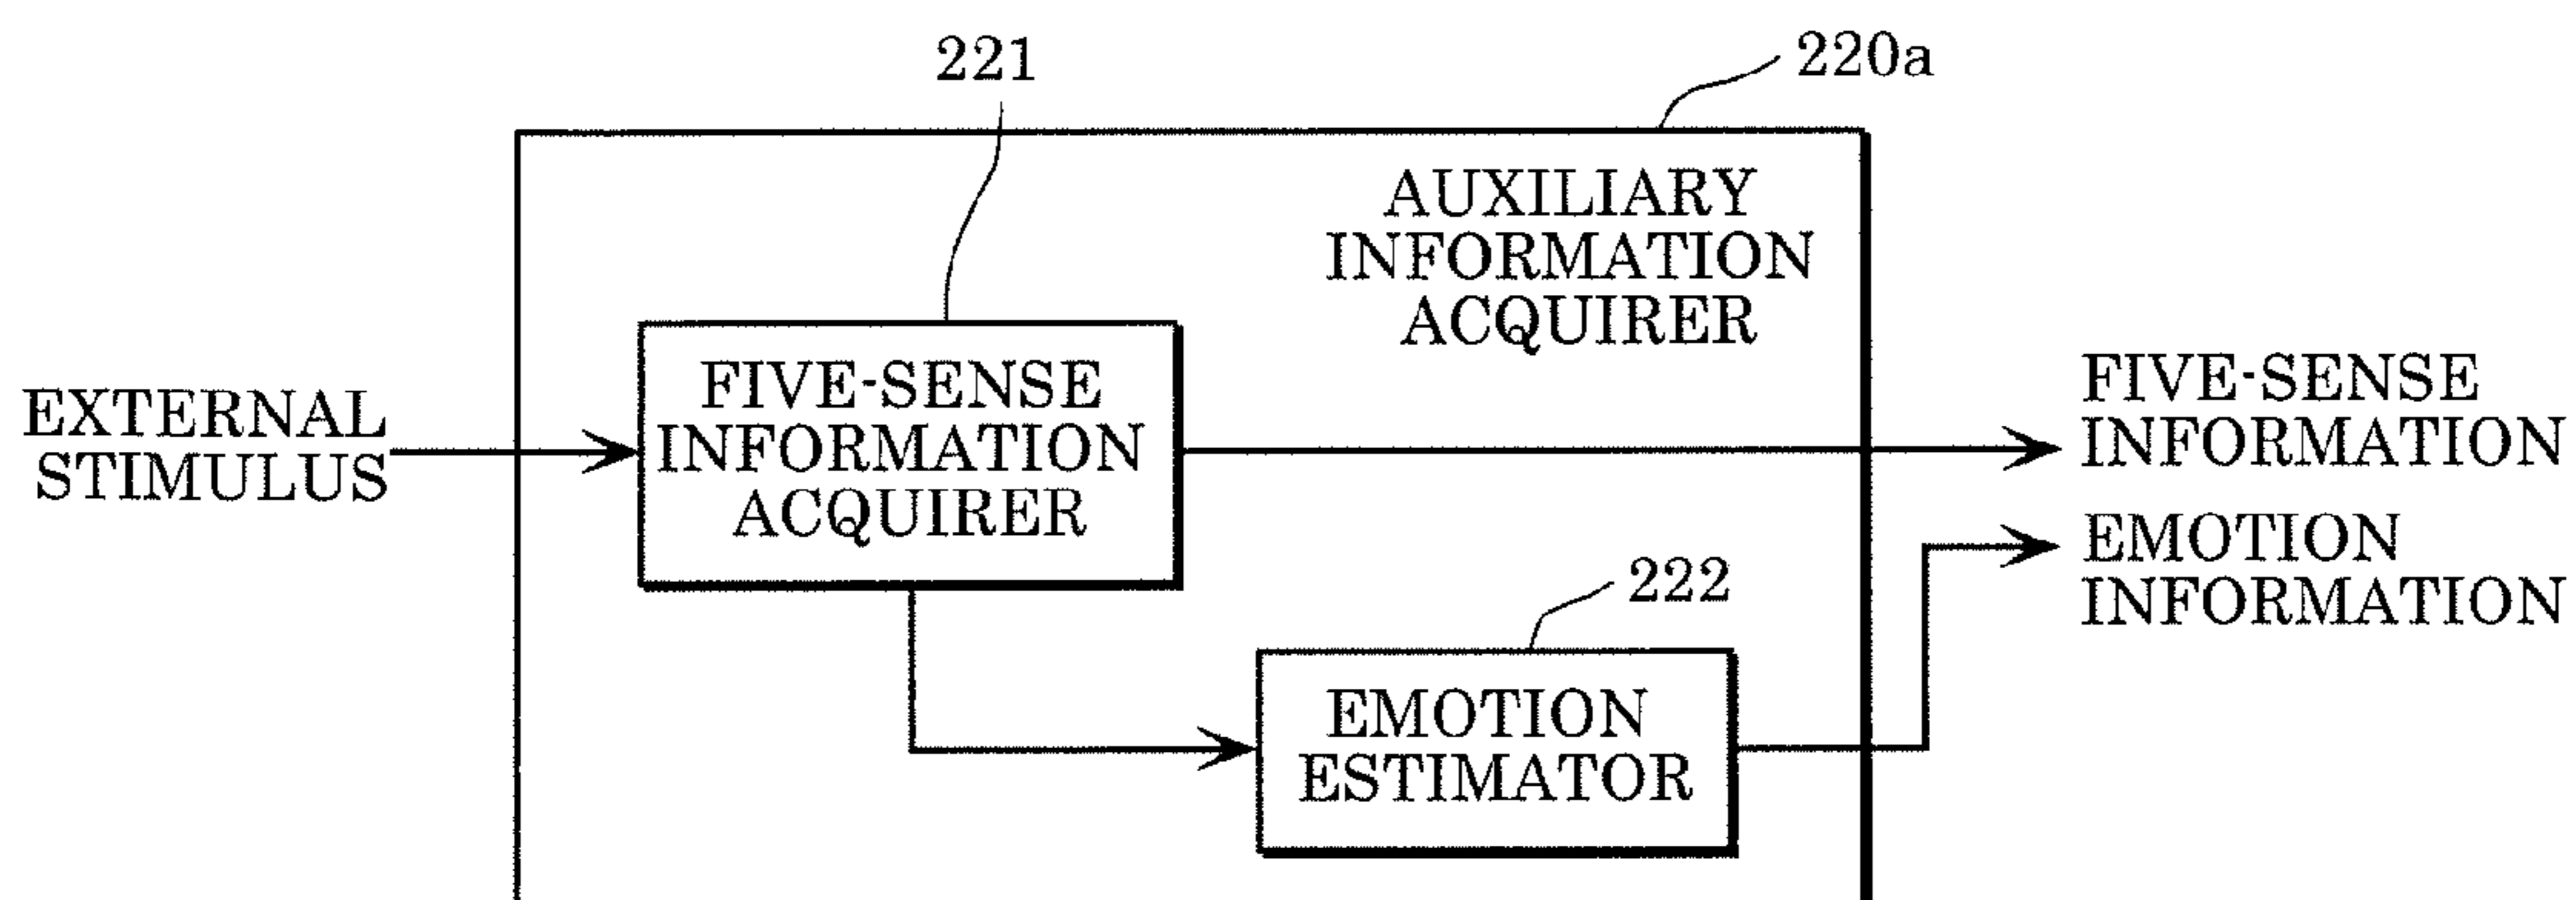 221
220a
AUXILIARY
INFORMATION
ACQUIRER
FIVE-SENSE
INFORMATION
ACQUIRER
EXTERNAL
STIMULUS
FIVE-SENSE
INFORMATION
EMOTION
INFORMATION
222
EMOTION
ESTIMATOR